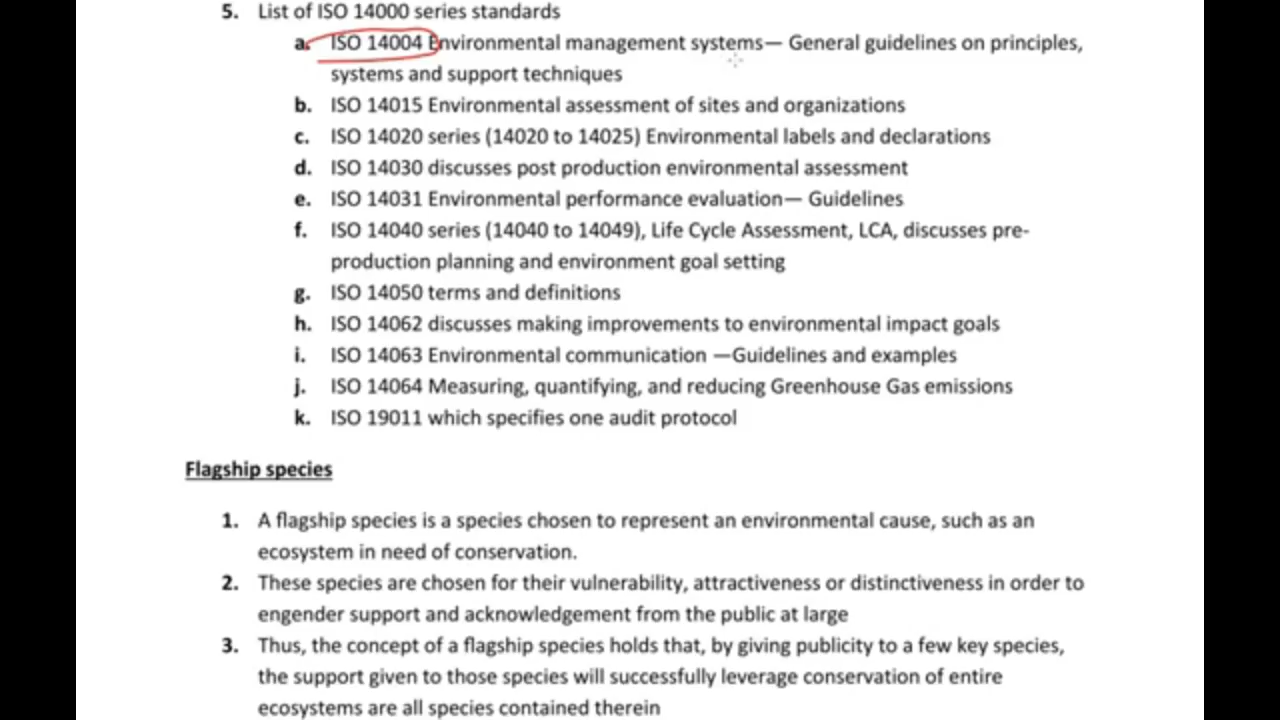 5. List of ISO 14000 series standards
a. ISO 14004 Environmental management systems— General guidelines on principles,
systems and support techniques
b. ISO 14015 Environmental assessment of sites and organizations
c. ISO 14020 series (14020 to 14025) Environmental labels and declarations
d. ISO 14030 discusses post production environmental assessment
e. ISO 14031 Environmental performance evaluation— Guidelines
f. ISO 14040 series (14040 to 14049), Life Cycle Assessment, LCA, discusses pre-
production planning and environment goal setting
g. ISO 14050 terms and definitions
h. ISO 14062 discusses making improvements to environmental impact goals
i. ISO 14063 Environmental communication —Guidelines and examples
j. ISO 14064 Measuring, quantifying, and reducing Greenhouse Gas emissions
k. ISO 19011 which specifies one audit protocol
Flagship species
1. A flagship species is a species chosen to represent an environmental cause, such as an
ecosystem in need of conservation.
2. These species are chosen for their vulnerability, attractiveness or distinctiveness in order to
engender support and acknowledgement from the public at large
3. Thus, the concept of a flagship species holds that, by giving publicity to a few key species,
the support given to those species will successfully leverage conservation of entire
ecosystems are all species contained therein